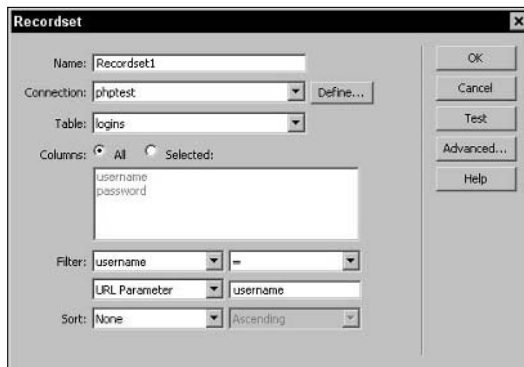 Recordset
Name: Recordset1
Connection: phptest Define...
Table: logins
Columns: All Selected:
username
password
Filter: username =
URL Parameter username
Sort: None Ascending
OK
Cancel
Test
Advanced...
Help